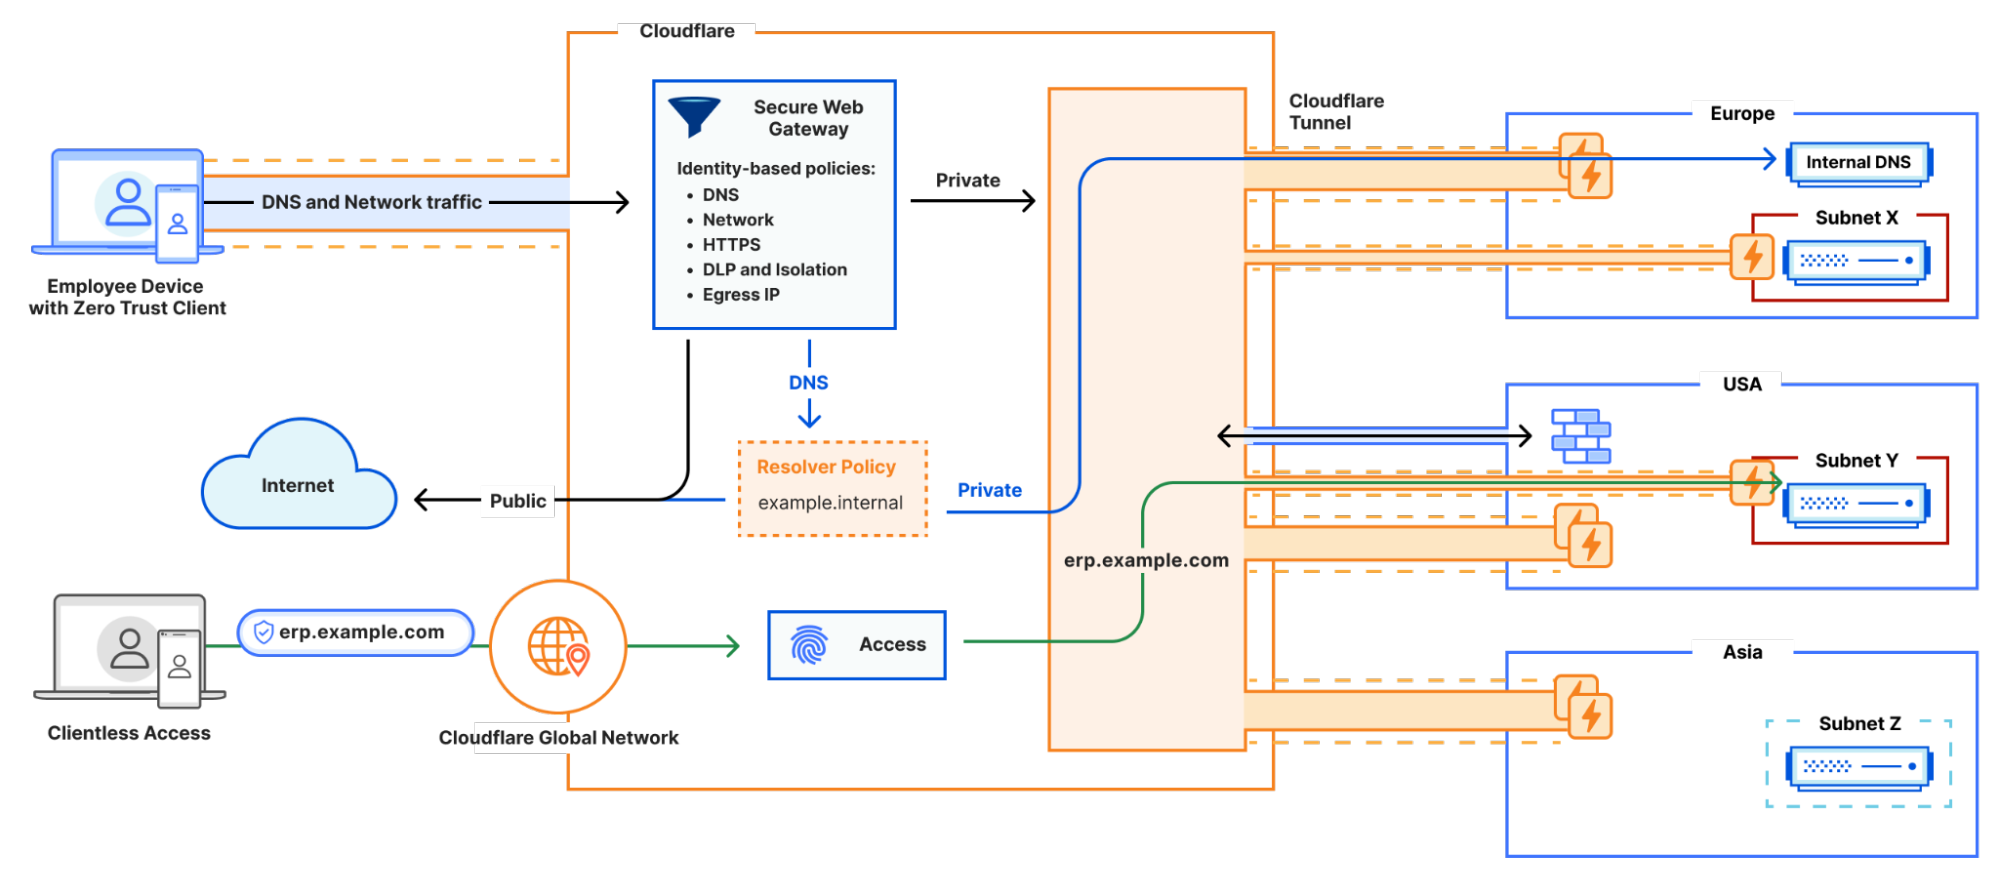 Cloudflare
Secure Web
Gateway
Identity-based policies:
• DNS
• Network
• HTTPS
• DLP and Isolation
• Egress IP
DNS and Network traffic
Employee Device
with Zero Trust Client
Private
Cloudflare
Tunnel
Europe
Internal DNS
Subnet X
DNS
Resolver Policy
example.internal
Private
Internet
Public
USA
Subnet Y
erp.example.com
erp.example.com
Access
Clientless Access
Cloudflare Global Network
Asia
Subnet Z